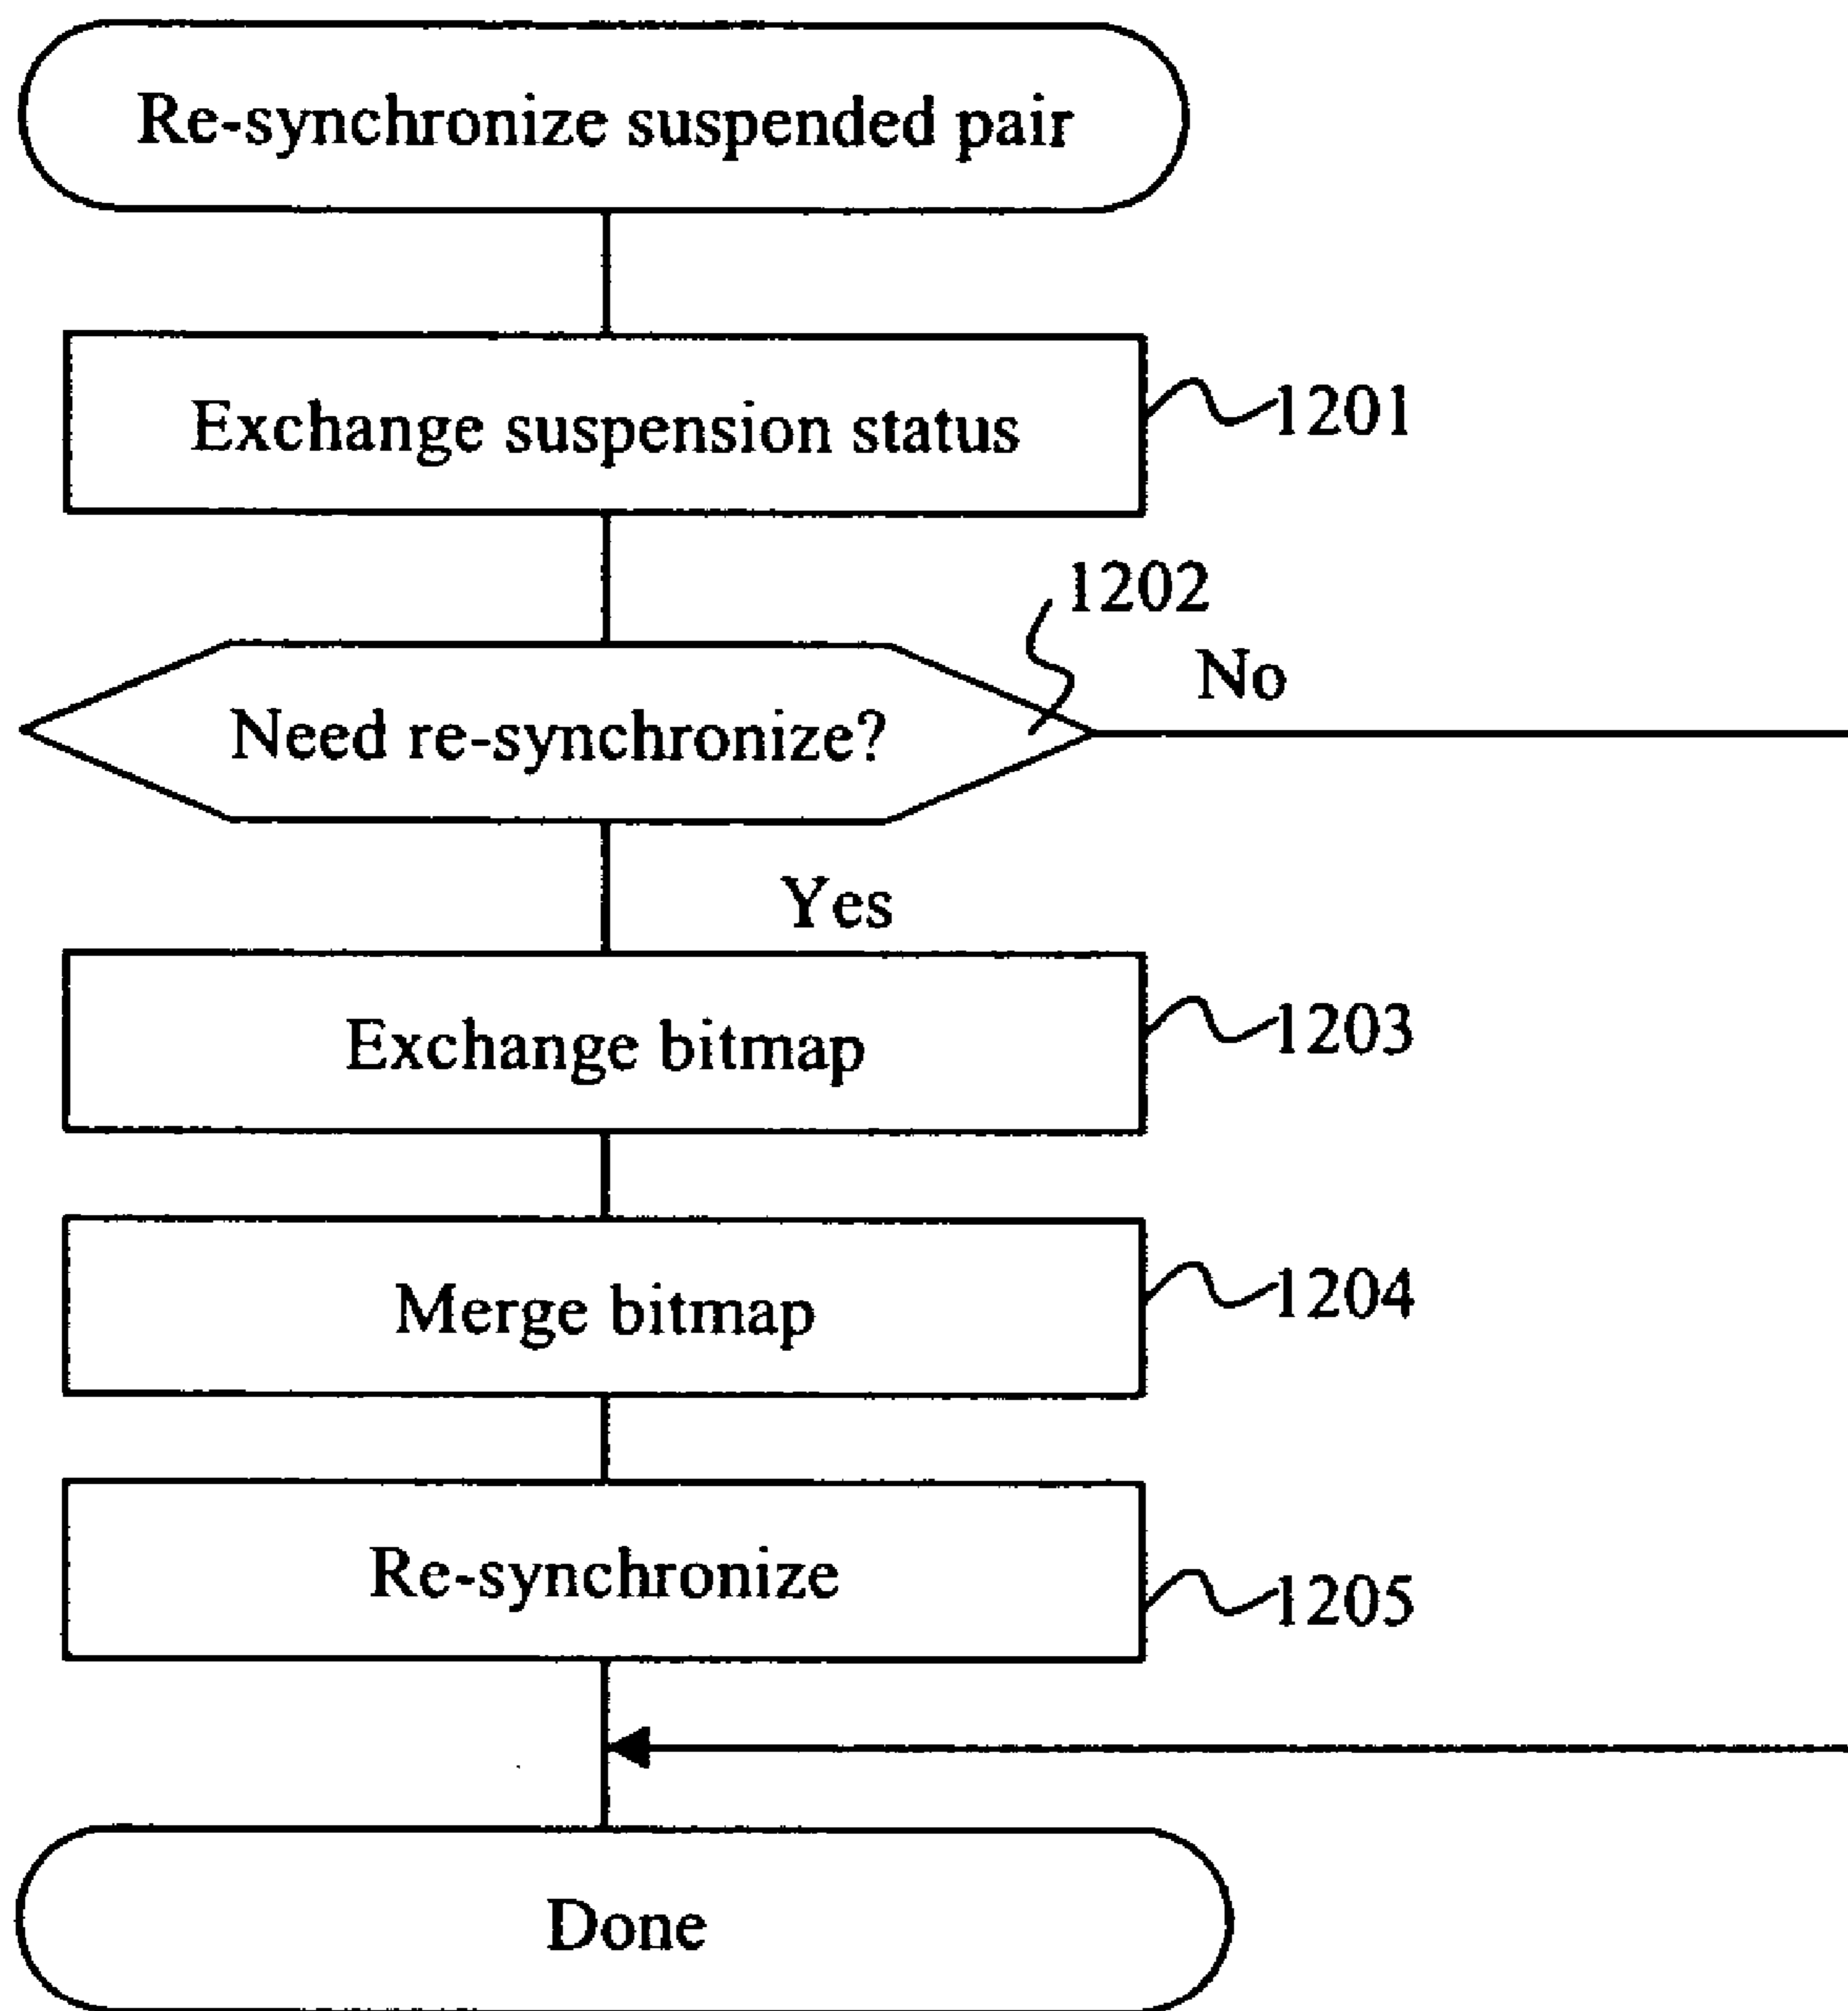 Re-synchronize suspended pair
Exchange suspension status
1201
1202
No
Need re-synchronize?
Yes
Exchange bitmap
1203
Merge bitmap
1204
Re-synchronize
1205
Done